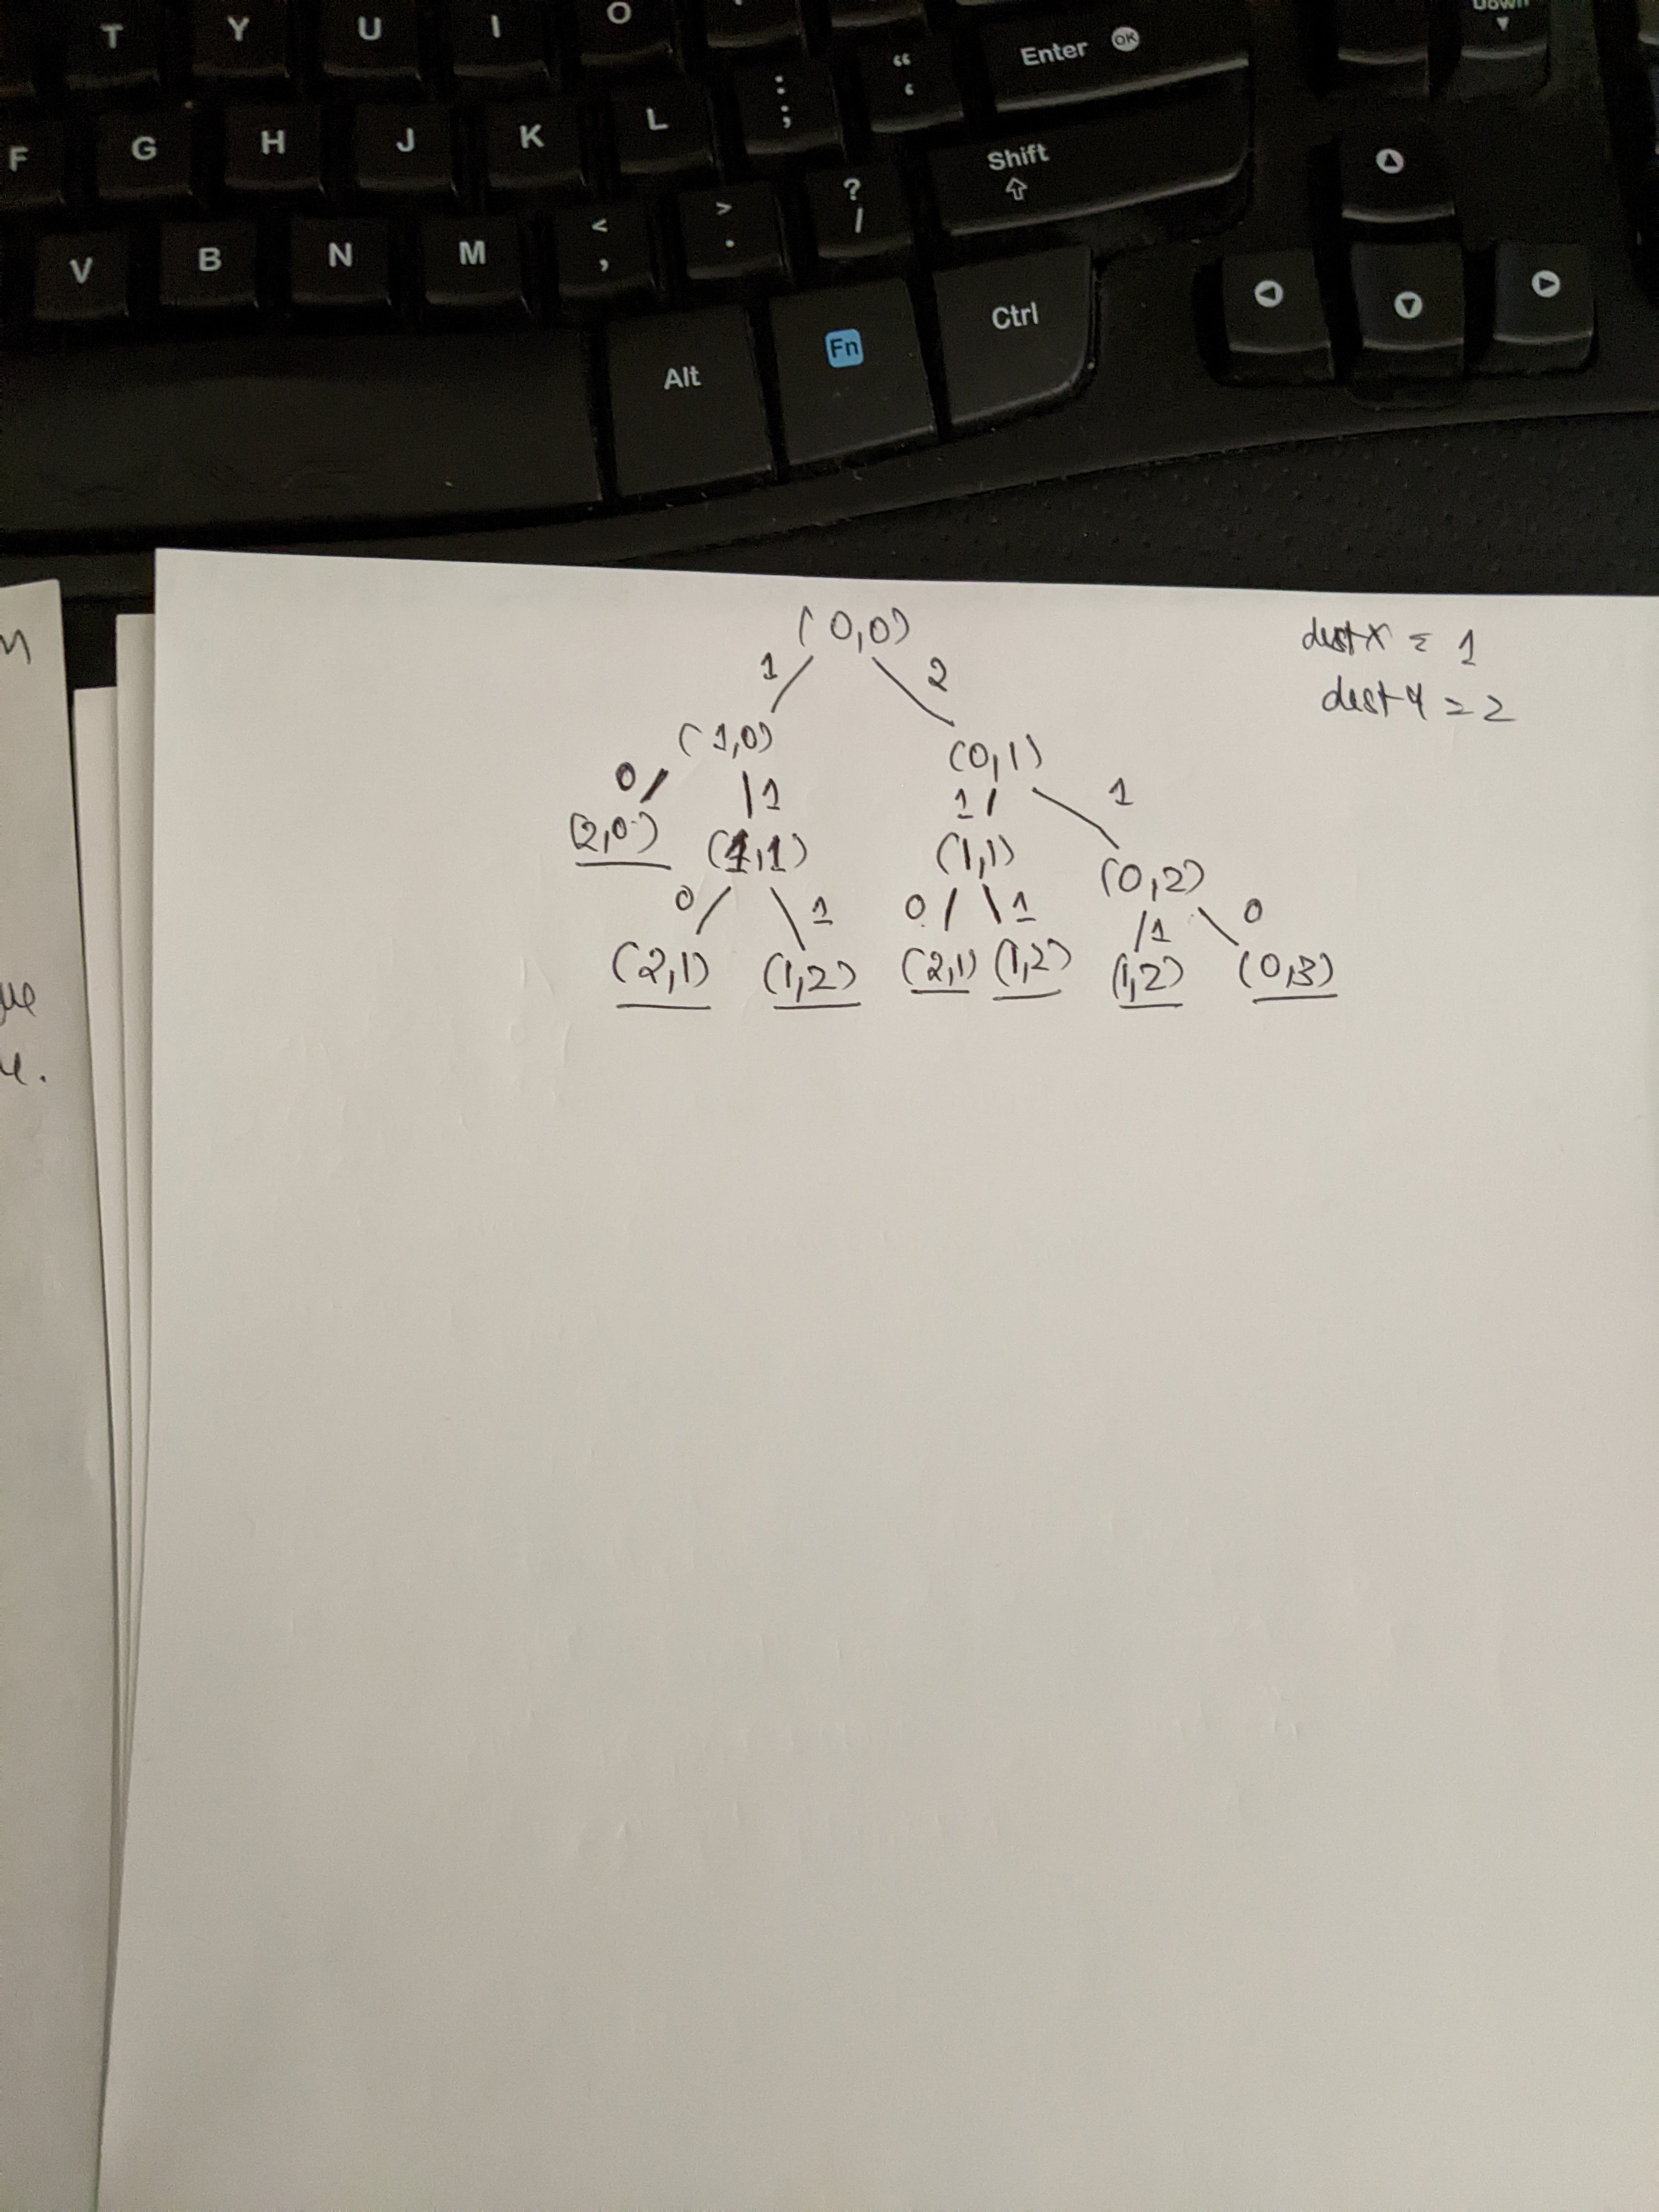 Down
T Y U I O
F G H J K L : ; “ ‘ Enter OK
V B N M < , > . ? / Shift
Alt Fn Ctrl
(0,0) destx = 1
1 2 desty = 2
(1,0) (0,1)
0 1 1 1
(2,0) (1,1) (1,1) (0,2)
0 1 0 1 1 0
(2,1) (1,2) (2,1) (1,2) (1,2) (0,3)